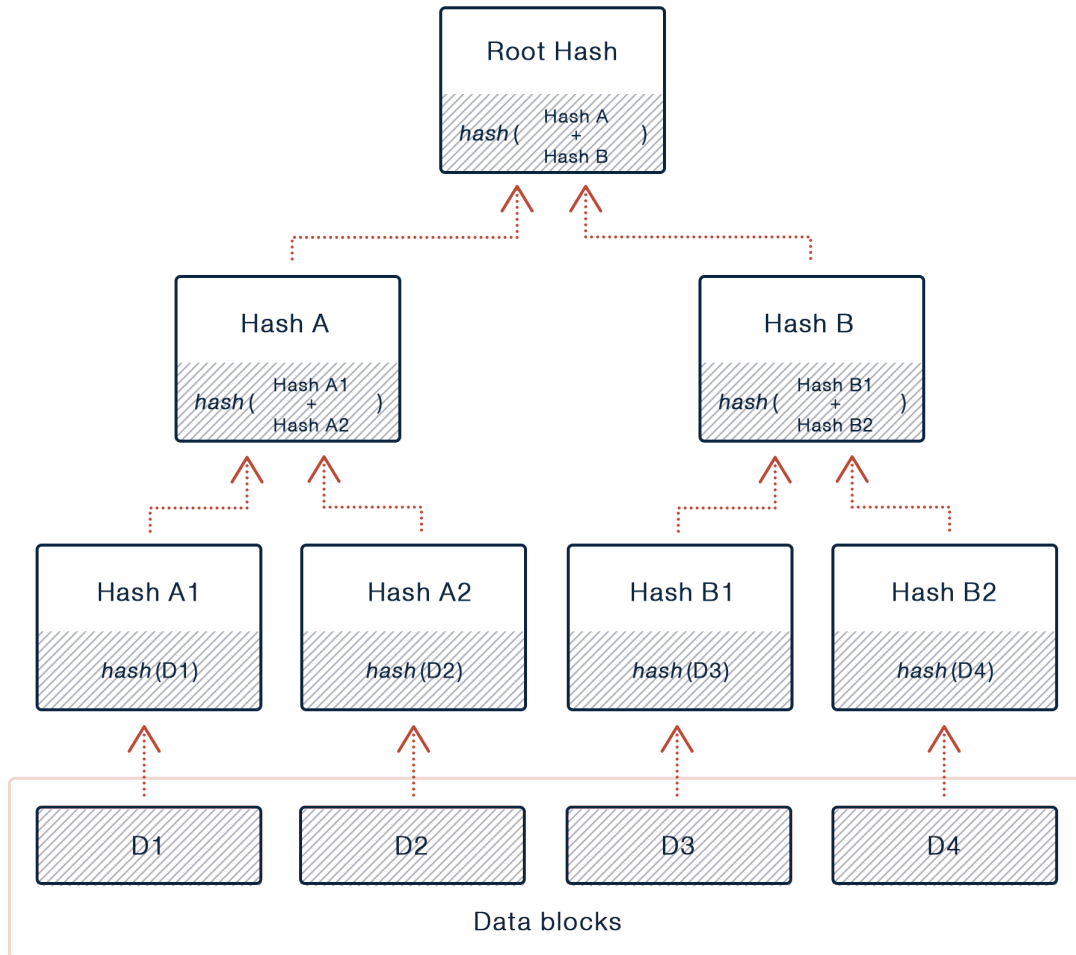 Root Hash
Hash A
hash( + )
Hash B
Hash A
Hash B
Hash A1
hash( + )
Hash A2
Hash B1
hash( + )
Hash B2
Hash A1
Hash A2
Hash B1
Hash B2
hash(D1)
hash(D2)
hash(D3)
hash(D4)
D1
D2
D3
D4
Data blocks